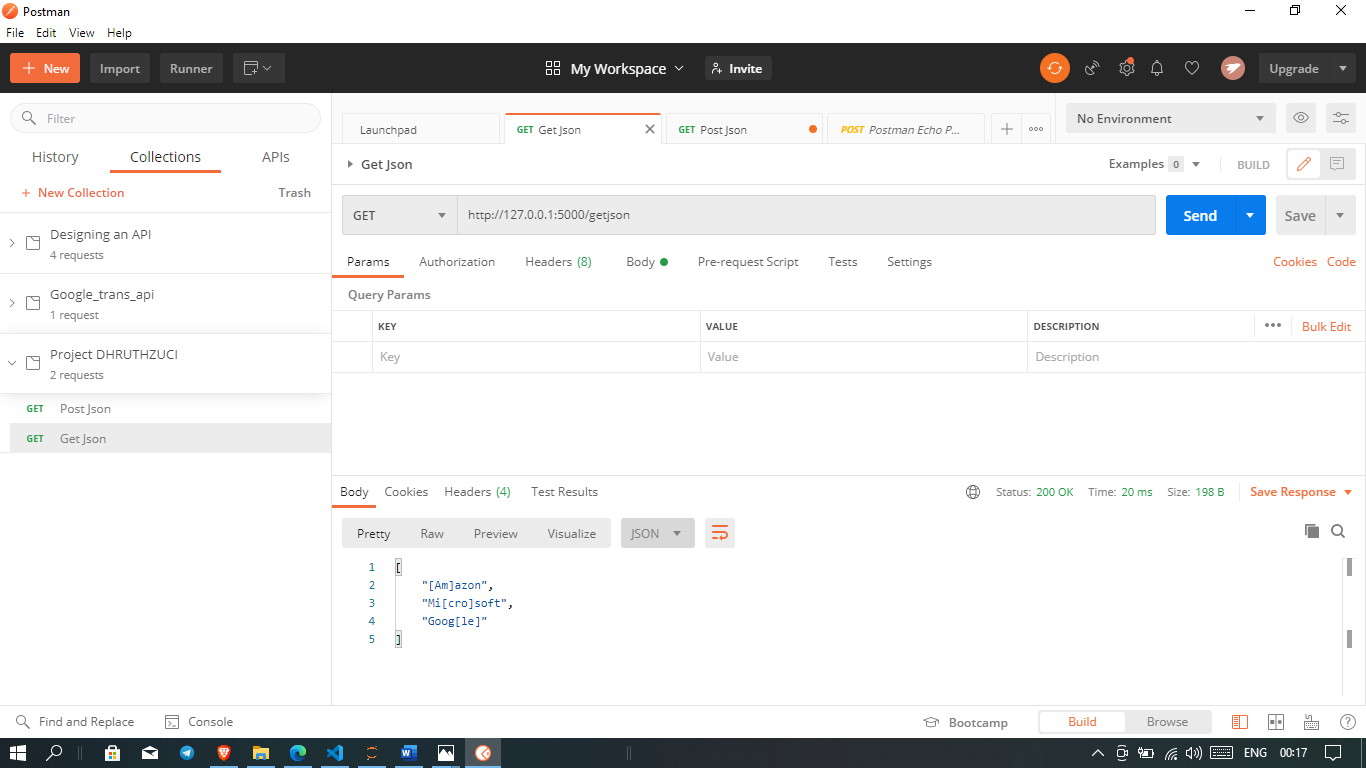 Postman
File Edit View Help
New Import Runner My Workspace Invite Upgrade
Filter
History Collections APIs
+ New Collection Trash
Designing an API
4 requests
Google_trans_api
1 request
Project DHRUTHZUCI
2 requests
GET Post Json
GET Get Json
Launchpad GET Get Json GET Post Json POST Postman Echo P... No Environment
Get Json Examples 0 BUILD
GET http://127.0.0.1:5000/getjson Send Save
Params Authorization Headers (8) Body Pre-request Script Tests Settings Cookies Code
Query Params
KEY VALUE DESCRIPTION ••• Bulk Edit
Key Value Description
Body Cookies Headers (4) Test Results Status: 200 OK Time: 20 ms Size: 198 B Save Response
Pretty Raw Preview Visualize JSON
1 [
2 "[Am]azon",
3 "Mi[cro]soft",
4 "Goog[le]"
5 ]
Find and Replace Console Bootcamp Build Browse
ENG 00:17